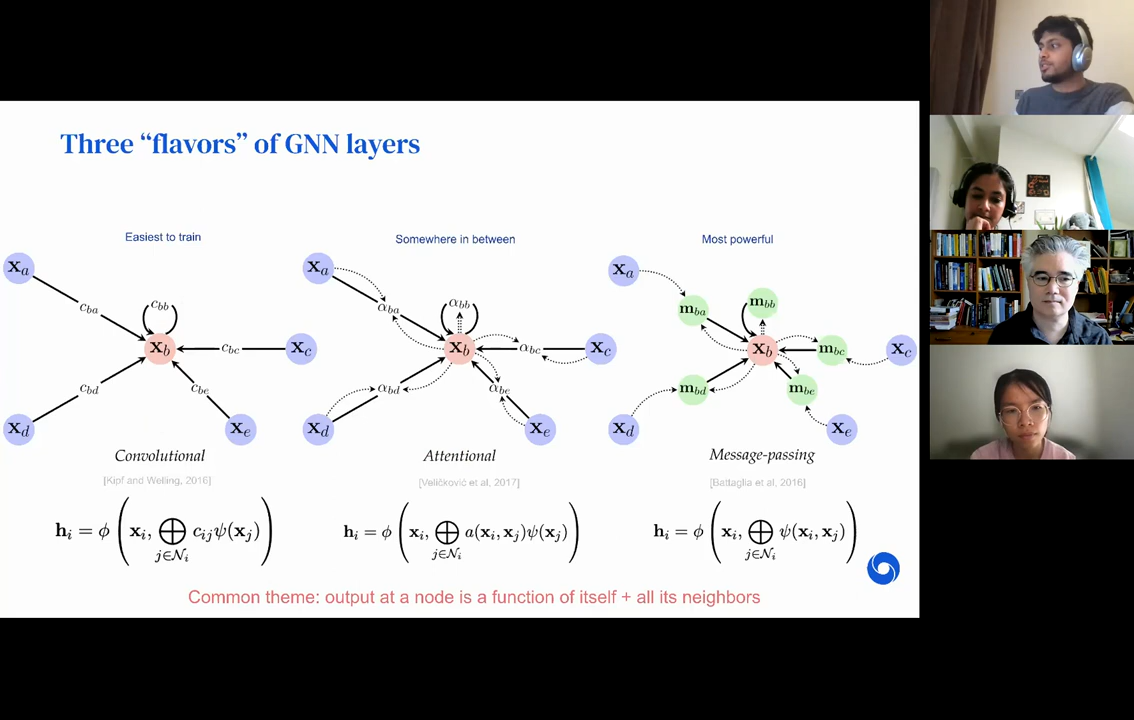 Three “flavors” of GNN layers
Easiest to train
Somewhere in between
Most powerful
x_a
c_ba
c_bb
x_b
c_bc
x_c
c_bd
c_be
x_d
x_e
x_a
α_ba
α_bb
x_b
α_bc
x_c
α_bd
α_be
x_d
x_e
x_a
m_ba
m_bb
x_b
m_bc
x_c
m_bd
m_be
x_d
x_e
Convolutional
[Kipf and Welling, 2016]
Attentional
[Veličković et al, 2017]
Message-passing
[Battaglia et al, 2016]
h_i = ϕ (x_i, ⊕_{j∈N_i} c_ij ψ(x_j))
h_i = ϕ (x_i, ⊕_{j∈N_i} a(x_i, x_j)ψ(x_j))
h_i = ϕ (x_i, ⊕_{j∈N_i} ψ(x_i, x_j))
Common theme: output at a node is a function of itself + all its neighbors